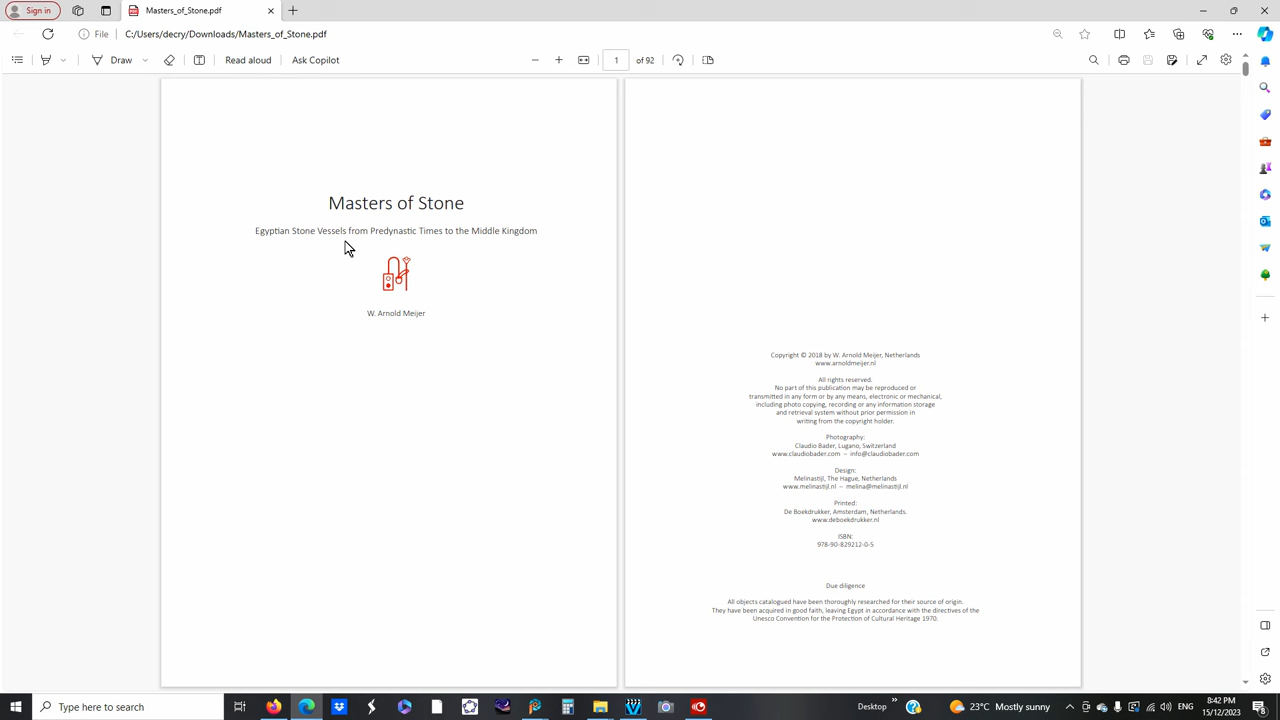 Sign in
Masters_of_Stone.pdf
File
C:/Users/decry/Downloads/Masters_of_Stone.pdf
Draw
Read aloud
Ask Copilot
1
of 92
Masters of Stone
Egyptian Stone Vessels from Predynastic Times to the Middle Kingdom
W. Arnold Meijer
Copyright © 2018 by W. Arnold Meijer, Netherlands
www.arnoldmeijer.nl
All rights reserved.
No part of this publication may be reproduced or
transmitted in any form or by any means, electronic or mechanical,
including photo copying, recording or any information storage
and retrieval system without prior permission in
writing from the copyright holder.
Photography:
Claudio Bader, Lugano, Switzerland
www.claudiobader.com – info@claudiobader.com
Design:
Melinastijl, The Hague, Netherlands
www.melinastijl.nl – melina@melinastijl.nl
Printed:
De Boekdrukker, Amsterdam, Netherlands.
www.deboekdrukker.nl
ISBN:
978-90-829212-0-5
Due diligence
All objects catalogued have been thoroughly researched for their source of origin.
They have been acquired in good faith, leaving Egypt in accordance with the directives of the
Unesco Convention for the Protection of Cultural Heritage 1970.
Type here to search
Desktop
23°C Mostly sunny
ENG
8:42 PM
15/12/2023